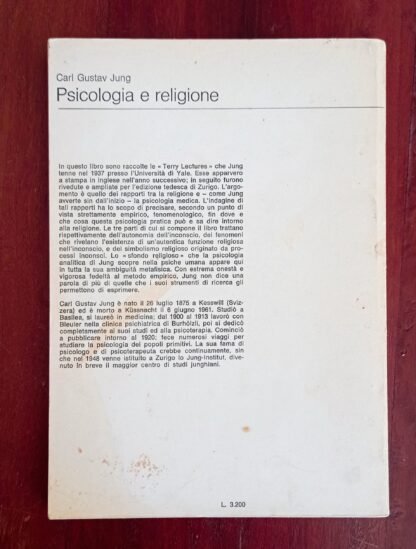 Carl Gustav Jung
Psicologia e religione
In questo libro sono raccolte le « Terry Lectures » che Jung
tenne nel 1937 presso l'Università di Yale. Esse apparvero
a stampa in inglese nell'anno successivo; in seguito furono
rivedute e ampliate per l'edizione tedesca di Zurigo. L'argo-
mento è quello dei rapporti tra la religione e – come Jung
avverte sin dall'inizio – la psicologia medica. L'indagine di
tali rapporti ha lo scopo di precisare, secondo un punto di
vista strettamente empirico, fenomenologico, fin dove e
che cosa questa psicologia pratica può e sa dire intorno
alla religione. Le tre parti di cui si compone il libro trattano
rispettivamente dell'autonomia dell'inconscio, dei fenomeni
che rivelano l'esistenza di un'autentica funzione religiosa
nell'inconscio, e del simbolismo religioso originato da pro-
cessi inconsci. Lo « sfondo religioso » che la psicologia
analitica di Jung scopre nella psiche umana appare qui
in tutta la sua ambiguità metafisica. Con estrema onestà e
vigorosa fedeltà al metodo empirico, Jung non dice una
parola di più di quelle che i suoi strumenti di ricerca gli
permettono di esprimere.
Carl Gustav Jung è nato il 26 luglio 1875 a Kesswil (Sviz-
zera) ed è morto a Küssnacht il 6 giugno 1961. Studiò a
Basilea, si laureò in medicina; dal 1900 al 1913 lavorò con
Bleuler nella clinica psichiatrica di Burhölzli, poi si dedicò
completamente ai suoi studi ed alla psicoterapia. Cominciò
a pubblicare intorno al 1920; fece numerosi viaggi per
studiare la psicologia dei popoli primitivi. La sua fama di
psicologo e di psicoterapeuta crebbe continuamente, sin
che nel 1948 venne istituito a Zurigo lo Jung-Institut, dive-
nuto in breve il maggior centro di studi junghiani.
L. 3.200